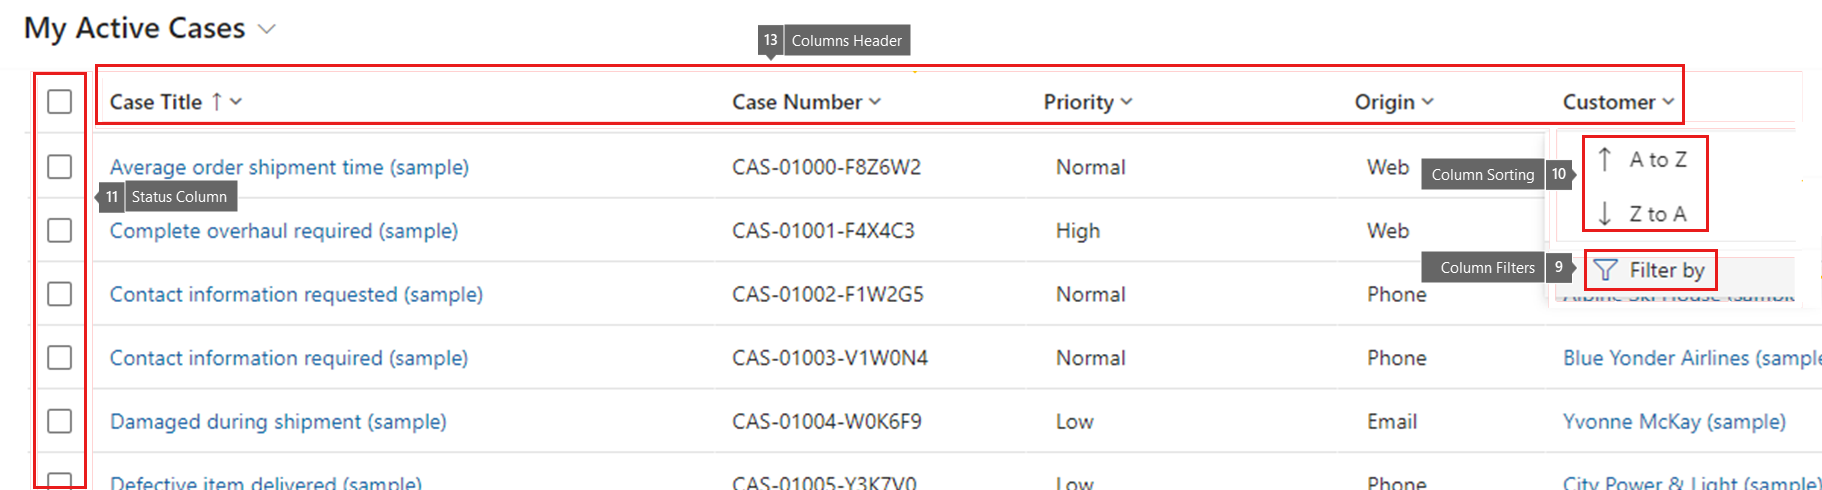 My Active Cases
13 Columns Header
Case Title ↑ Case Number Priority Origin Customer
Average order shipment time (sample) CAS-01000-F8Z6W2 Normal Web
Column Sorting 10
↑ A to Z
11 Status Column
↓ Z to A
Complete overhaul required (sample) CAS-01001-F4X4C3 High Web
Column Filters 9
Filter by
Contact information requested (sample) CAS-01002-F1W2G5 Normal Phone Alpine Ski House (sample)
Contact information required (sample) CAS-01003-V1W0N4 Normal Phone Blue Yonder Airlines (sample
Damaged during shipment (sample) CAS-01004-W0K6F9 Low Email Yvonne McKay (sample)
Defective item delivered (sample) CAS-01005-Y3K7V0 Low Phone City Power & Light (sample)